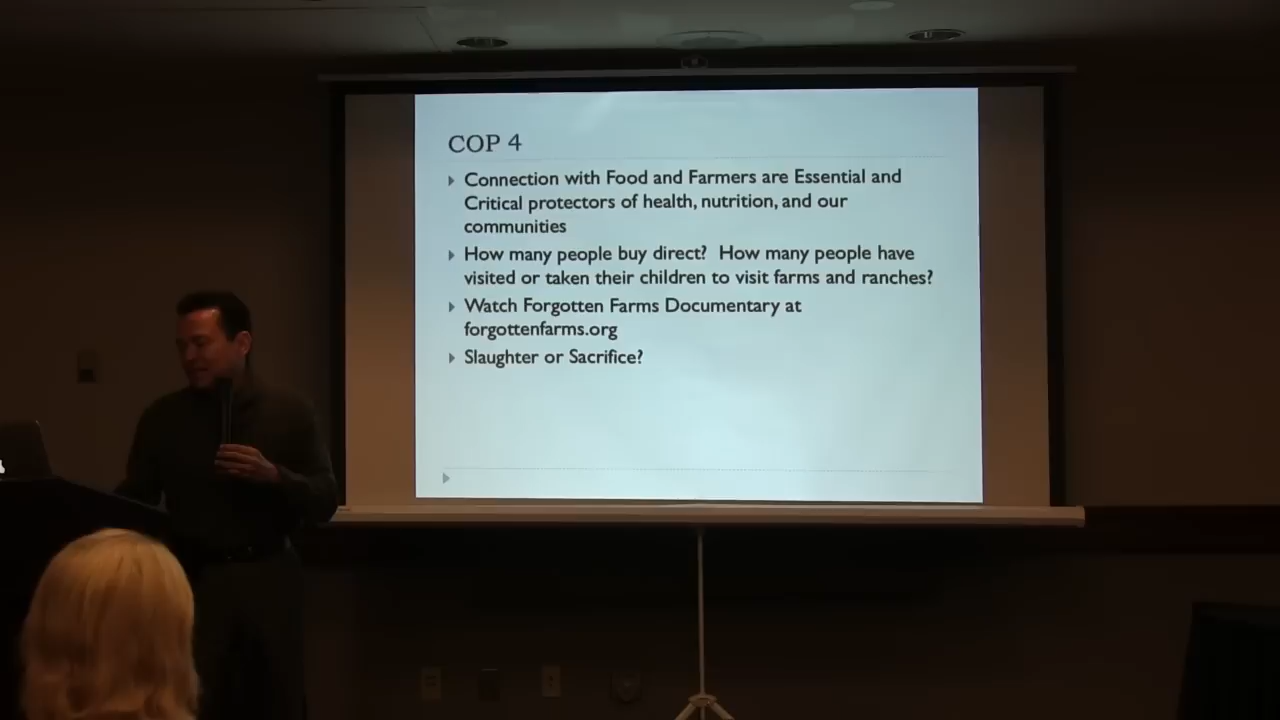 COP 4
Connection with Food and Farmers are Essential and
Critical protectors of health, nutrition, and our
communities
How many people buy direct? How many people have
visited or taken their children to visit farms and ranches?
Watch Forgotten Farms Documentary at
forgottenfarms.org
Slaughter or Sacrifice?